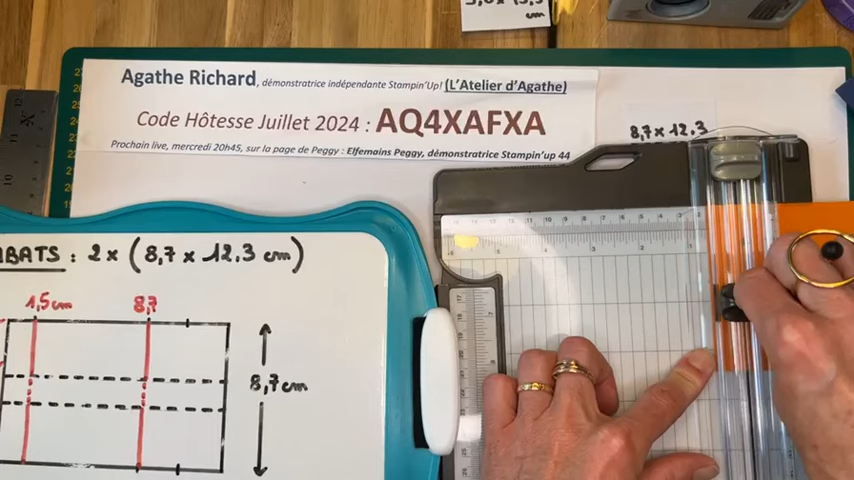 Agathe Richard, démonstratrice indépendante Stampin'Up! (L'Atelier d'Agathe)
Code Hôtesse Juillet 2024 : AQ4XAFXA
Prochain live, mercredi 20h45, sur la page de Peggy : Elfemains Peggy, démonstratrice Stampin'up 44
8,7 x 12.3
BATS : 2 x (8,7 x 12.3 cm)
1,5cm
8,7
8,7cm